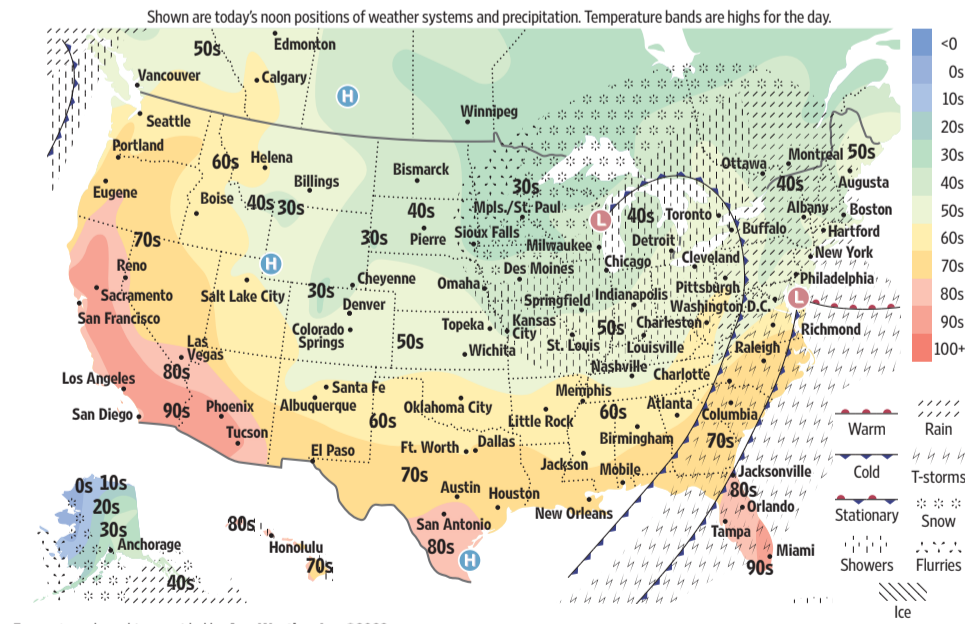 Shown are today's noon positions of weather systems and precipitation. Temperature bands are highs for the day.
50s
Edmonton
Vancouver
Calgary
H
Winnipeg
Seattle
Portland
60s
Helena
Billings
Bismarck
Eugene
Boise
40s
30s
40s
Pierre
30s
Mpls./St. Paul
Sioux Falls
L
40s
Ottawa
Montreal
50s
40s
Augusta
Toronto
Albany
Boston
Buffalo
Hartford
Milwaukee
Detroit
New York
70s
30s
Reno
H
Chicago
Cleveland
Philadelphia
Sacramento
Salt Lake City
Cheyenne
Omaha
Des Moines
Pittsburgh
L
San Francisco
30s
Denver
Springfield
Indianapolis
Washington D.C.
Colorado
Springs
Topeka
Kansas
City
50s
Charleston
Richmond
50s
Wichita
St. Louis
Louisville
Raleigh
Las
Vegas
80s
Nashville
Charlotte
Los Angeles
Santa Fe
Memphis
90s
Phoenix
Albuquerque
60s
Oklahoma City
Little Rock
60s
Atlanta
Columbia
San Diego
Tucson
Birmingham
70s
El Paso
Ft. Worth
Dallas
Jackson
Mobile
70s
Jacksonville
Austin
Houston
80s
San Antonio
New Orleans
Orlando
80s
H
Tampa
Miami
90s
0s
10s
20s
30s
Anchorage
40s
80s
Honolulu
70s
<0
0s
10s
20s
30s
40s
50s
60s
70s
80s
90s
100+
Warm
Rain
Cold
T-storms
Stationary
Snow
Showers
Flurries
Ice